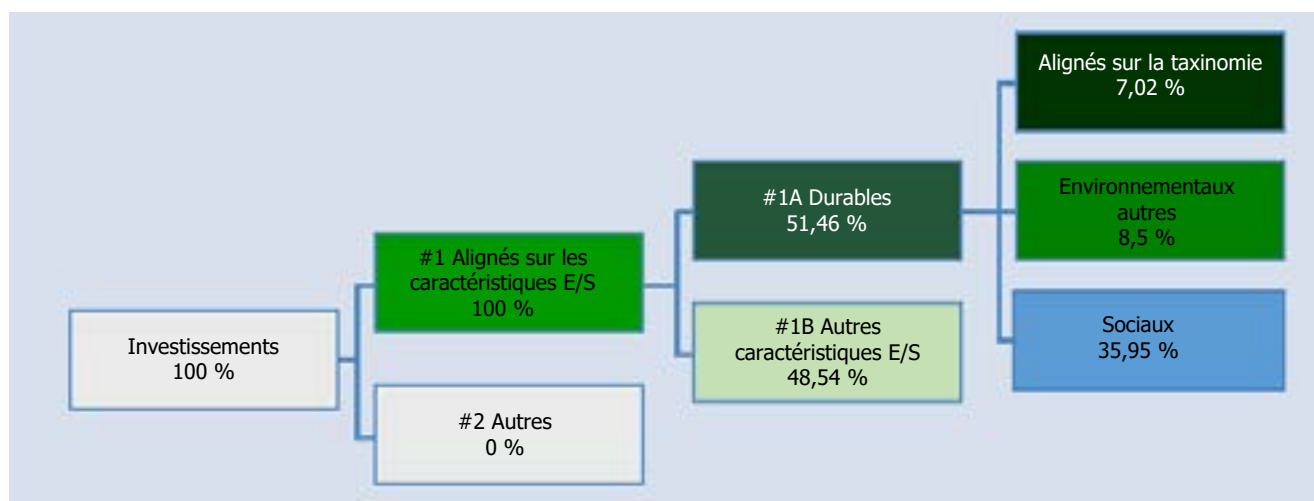 Investissements
100 %
#1 Alignés sur les
caractéristiques E/S
100 %
#2 Autres
0 %
#1A Durables
51,46 %
#1B Autres
caractéristiques E/S
48,54 %
Alignés sur la taxinomie
7,02 %
Environnementaux
autres
8,5 %
Sociaux
35,95 %